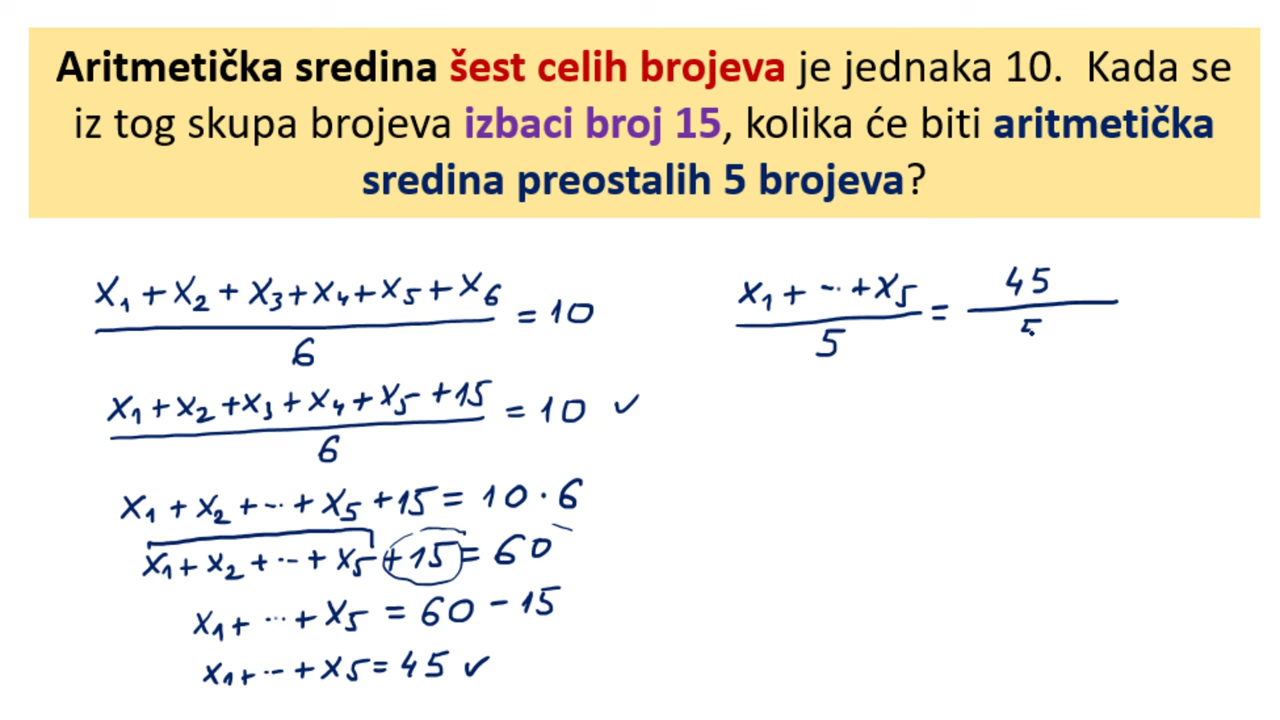 Aritmetička sredina šest celih brojeva je jednaka 10. Kada se
iz tog skupa brojeva izbaci broj 15, kolika će biti aritmetička
sredina preostalih 5 brojeva?
x₁ + x₂ + x₃ + x₄ + x₅ + x₆
= 10
6
x₁ + x₂ + x₃ + x₄ + x₅ + 15
= 10 ✓
6
x₁ + x₂ + ... + x₅ + 15 = 10 · 6
x₁ + x₂ + ... + x₅ + 15 = 60
x₁ + ... + x₅ = 60 - 15
x₁ + ... + x₅ = 45 ✓
x₁ + ... + x₅
=
45
5
5